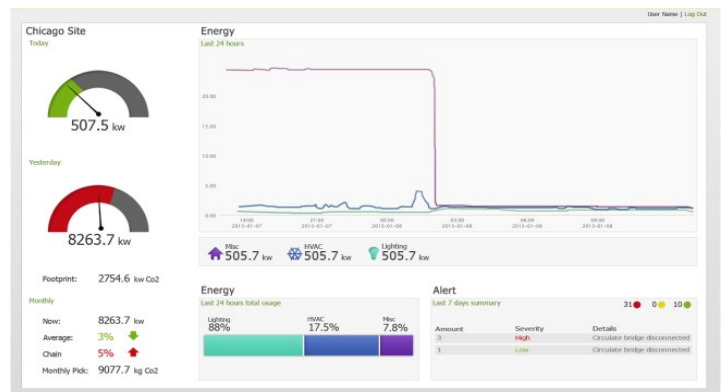 User Name | Log Out
Chicago Site
Today
507.5 kw
Yesterday
8263.7 kw
Footprint: 2754.6 kw Co2
Monthly
Now: 8263.7 kw
Average: 3%
Chain 5%
Monthly Pick: 9077.7 kg Co2
Energy
Last 24 hours
20.00
15.00
10.00
5.00
0.00
18:00 21:00 00:00 03:00 06:00 09:00
2013-01-07 2013-01-07 2013-01-08 2013-01-08 2013-01-08 2013-01-08
Misc HVAC Lighting
505.7 kw 505.7 kw 505.7 kw
Energy
Last 24 hours total usage
Lighting HVAC Misc
88% 17.5% 7.8%
Alert
Last 7 days summary 31 0 10
Amount Severity Details
3 High Circulate bridge disconnected
1 Low Circulate bridge disconnected